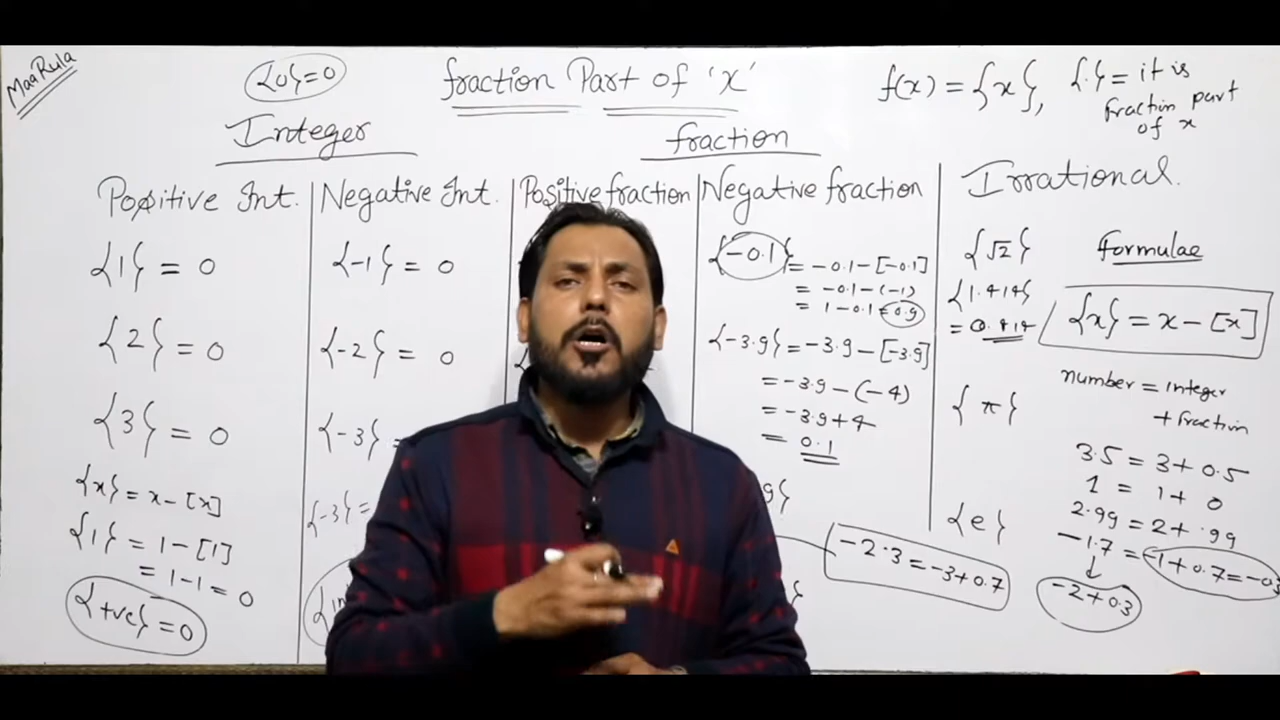 MaaRula
{0}=0
fraction Part of 'x'
f(x) = {x}, {.} = it is
fraction part
of x
Integer
fraction
Positive Int.
Negative Int.
Positive fraction
Negative fraction
Irrational.
{1} = 0
{2} = 0
{3} = 0
{x} = x - [x]
{1} = 1 - [1]
= 1 - 1 = 0
{+ve} = 0
{-1} = 0
{-2} = 0
{-3} =
{-3} =
{-0.1} = -0.1 - [-0.1]
= -0.1 - (-1)
= 1 - 0.1 = 0.9
{-3.9} = -3.9 - [-3.9]
= -3.9 - (-4)
= -3.9 + 4
= 0.1
9}
-2.3 = -3 + 0.7
{√2}
{1.414}
= 0.414
{π}
{e}
formulae
{x} = x - [x]
number = integer
+ fraction
3.5 = 3 + 0.5
1 = 1 + 0
2.99 = 2 + .99
-1.7 = -1 + 0.7 = -0.3
-2 + 0.3